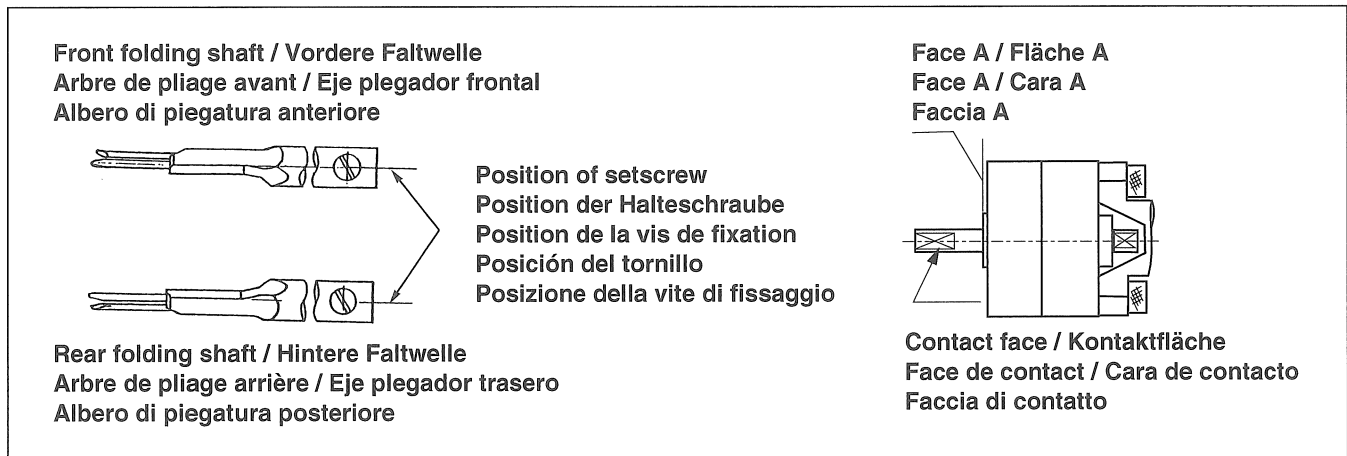 Front folding shaft / Vordere Faltwelle
Arbre de pliage avant / Eje plegador frontal
Albero di piegatura anteriore
Position of setscrew
Position der Halteschraube
Position de la vis de fixation
Posición del tornillo
Posizione della vite di fissaggio
Rear folding shaft / Hintere Faltwelle
Arbre de pliage arrière / Eje plegador trasero
Albero di piegatura posteriore
Face A / Fläche A
Face A / Cara A
Faccia A
Contact face / Kontaktfläche
Face de contact / Cara de contacto
Faccia di contatto